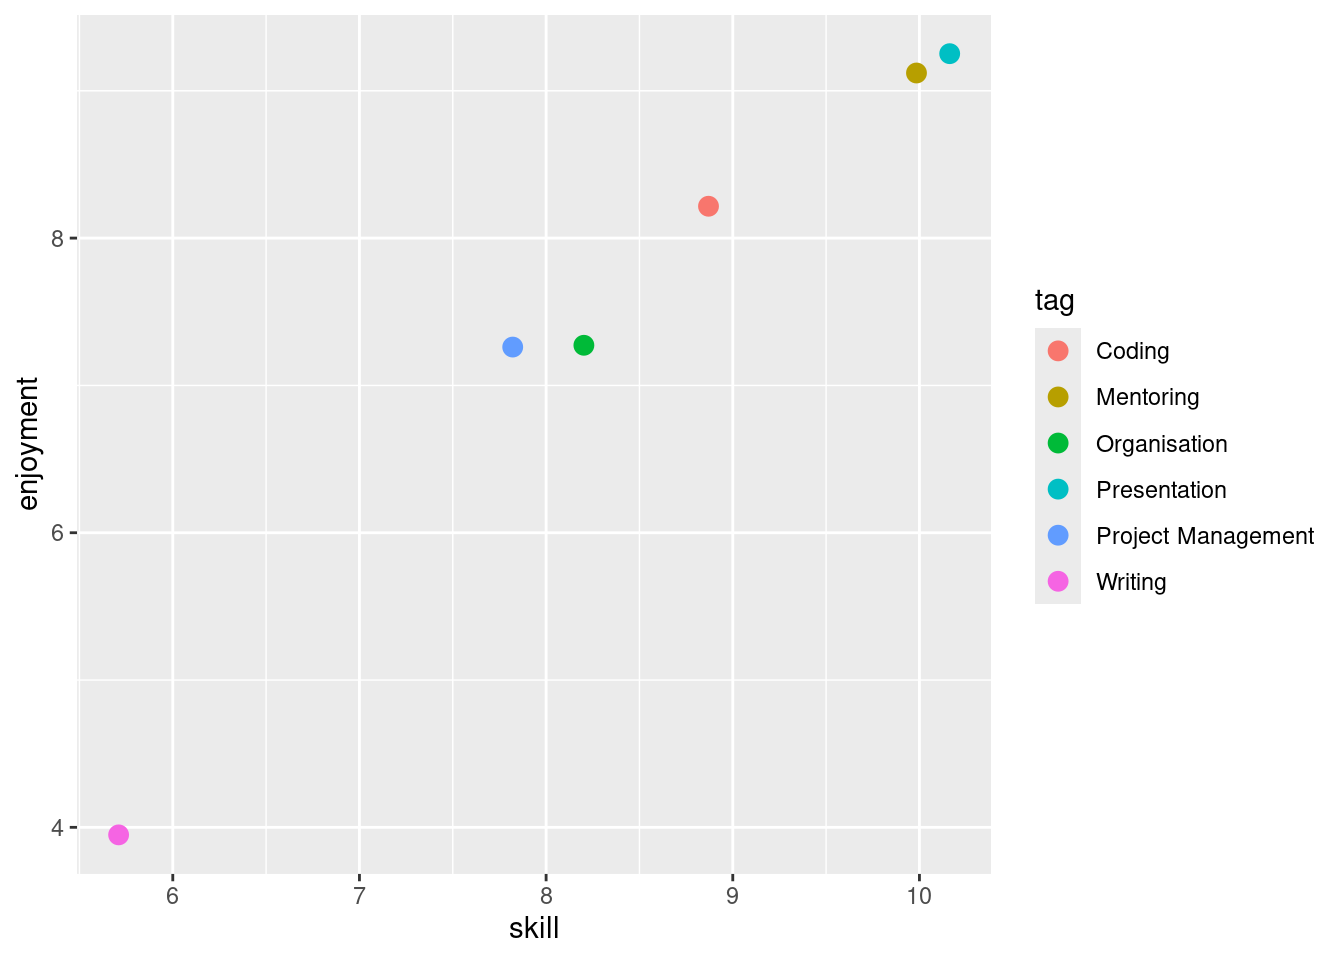 enjoyment
8
6
4
6 7 8 9 10
skill
tag
Coding
Mentoring
Organisation
Presentation
Project Management
Writing